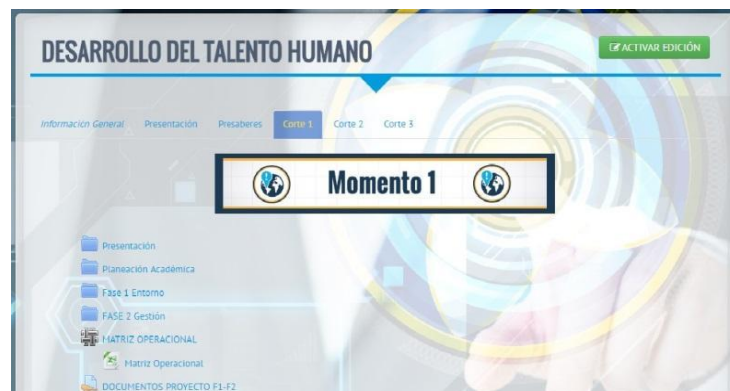 DESARROLLO DEL TALENTO HUMANO
ACTIVAR EDICIÓN
Información General Presentación Presaberes Corte 1 Corte 2 Corte 3
Momento 1
Presentación
Planeación Académica
Fase 1 Entorno
FASE 2 Gestión
MATRIZ OPERACIONAL
Matriz Operacional
DOCUMENTOS PROYECTO F1-F2